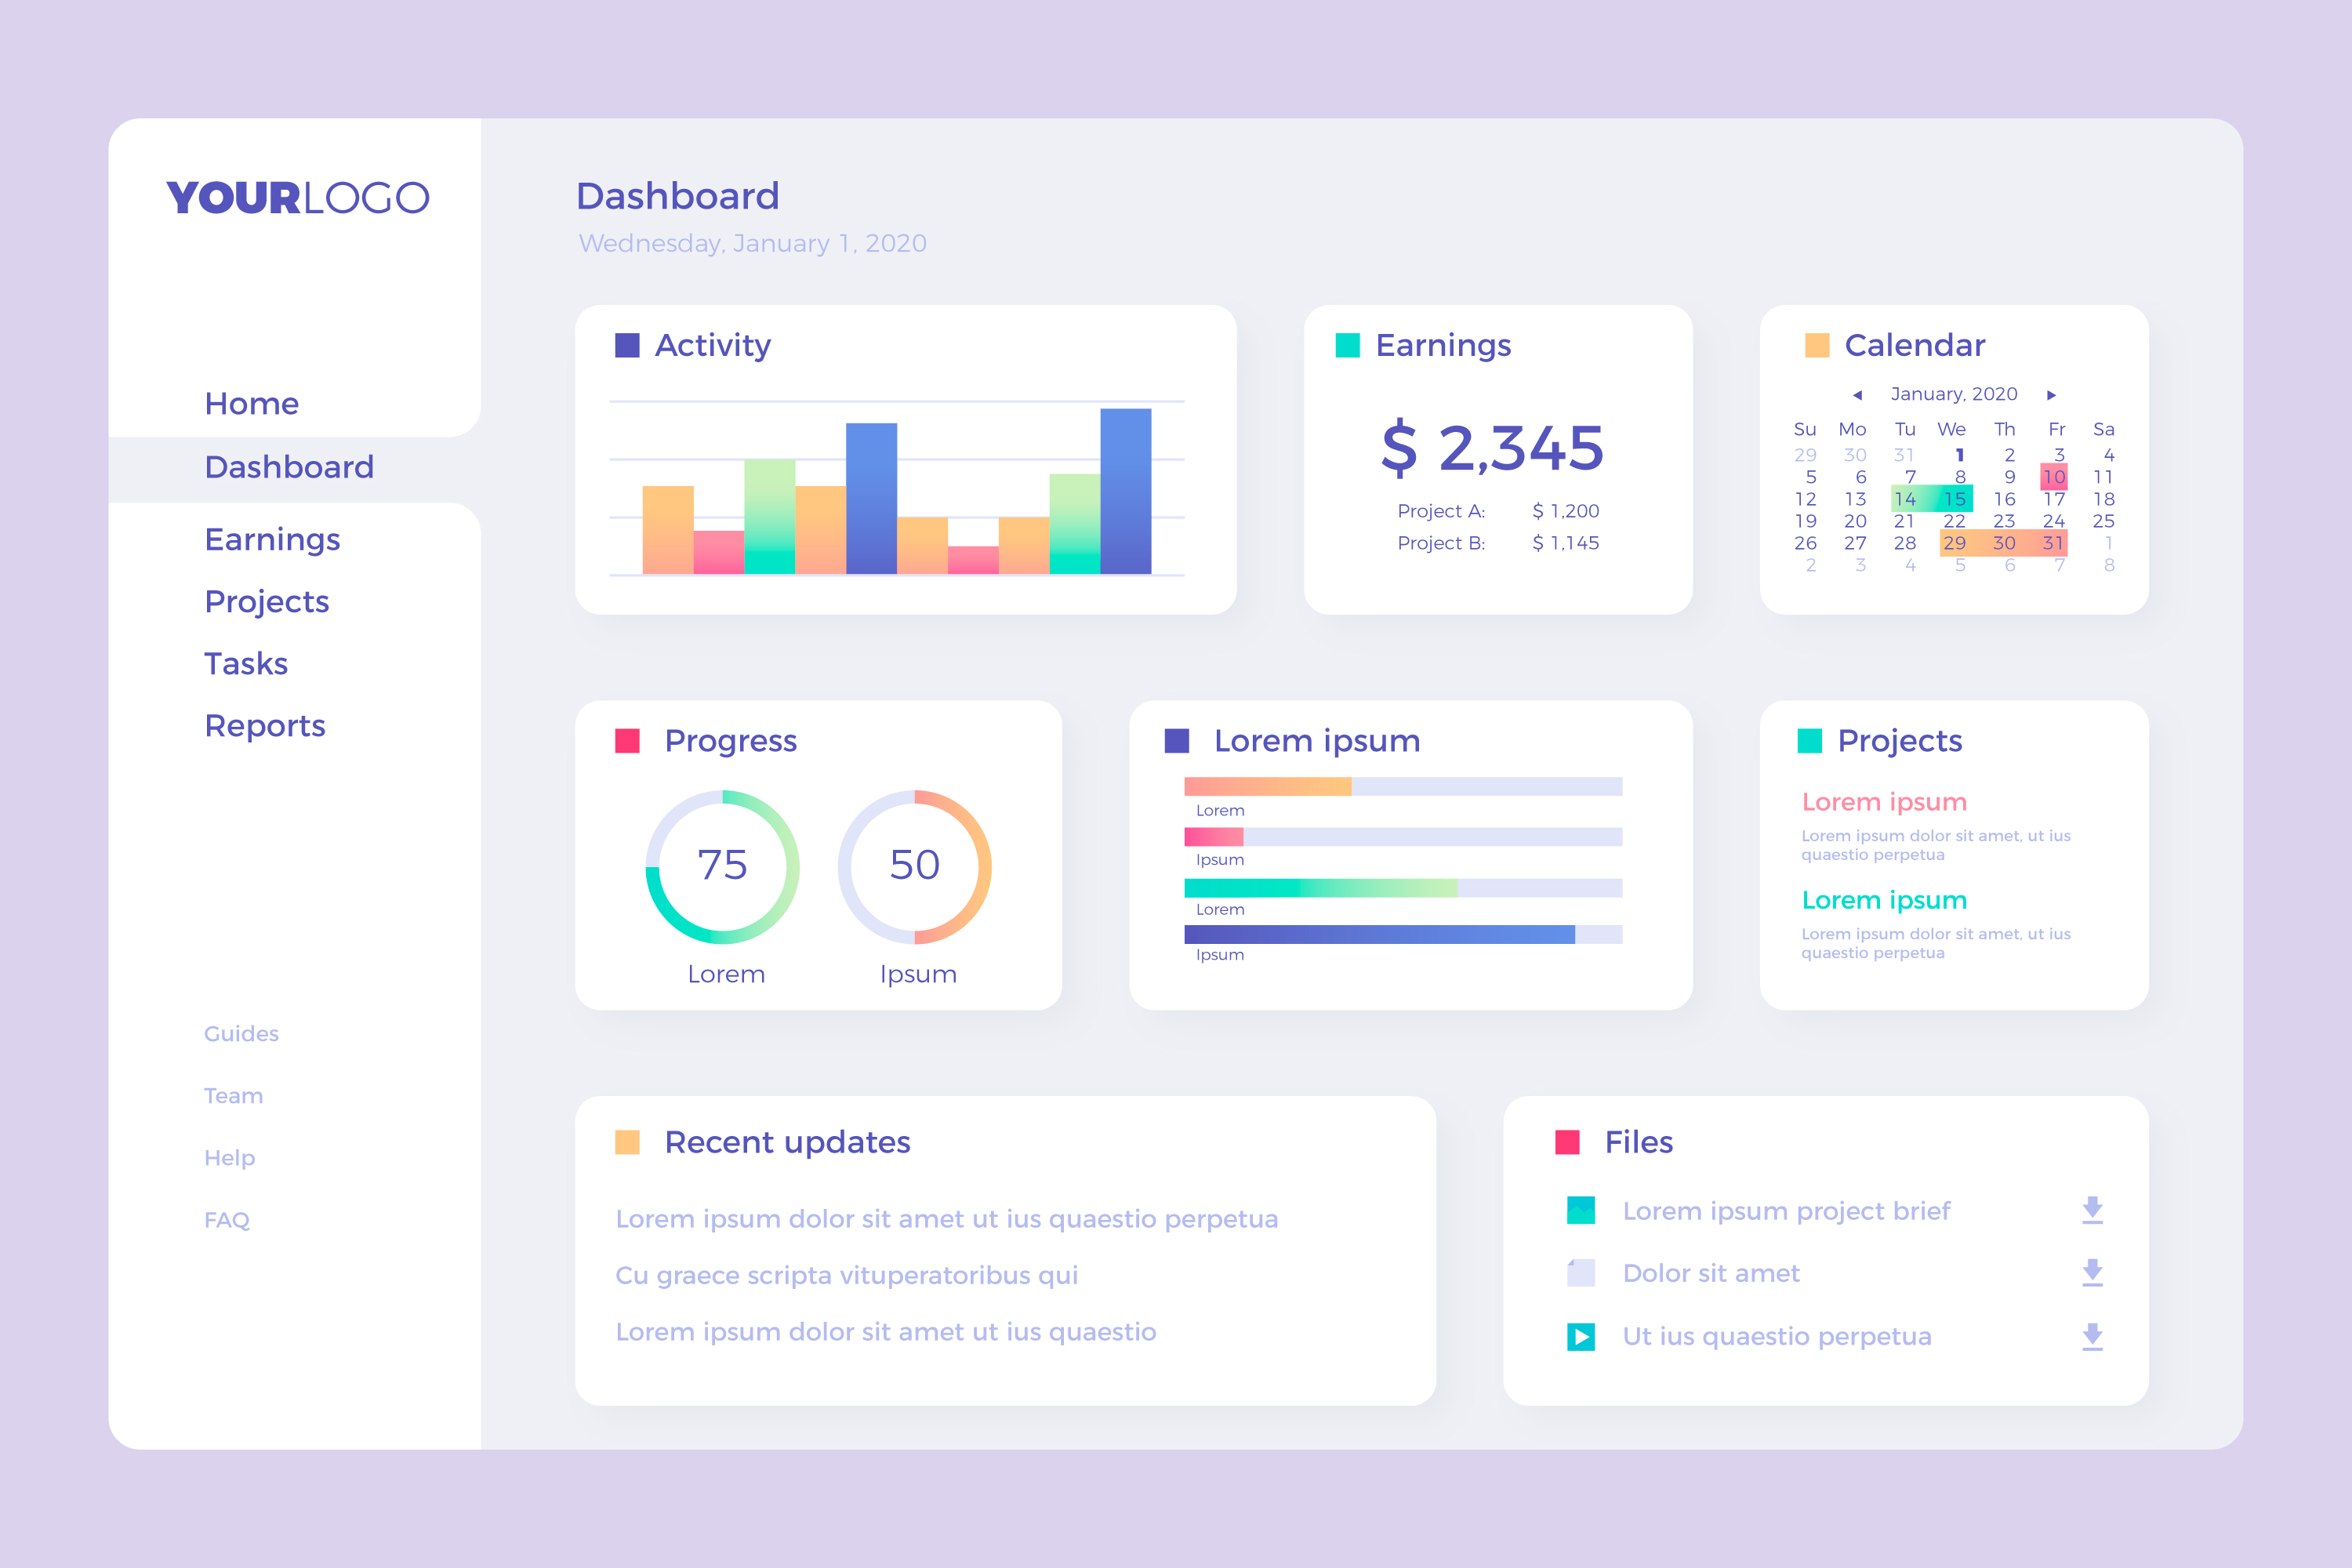 YOURLOGO
Home
Dashboard
Earnings
Projects
Tasks
Reports
Guides
Team
Help
FAQ
Dashboard
Wednesday, January 1, 2020
Activity
Earnings
$ 2,345
Project A: $ 1,200
Project B: $ 1,145
Calendar
January, 2020
Su Mo Tu We Th Fr Sa
29 30 31 1 2 3 4
5 6 7 8 9 10 11
12 13 14 15 16 17 18
19 20 21 22 23 24 25
26 27 28 29 30 31 1
2 3 4 5 6 7 8
Progress
75
Lorem
50
Ipsum
Lorem ipsum
Lorem
Ipsum
Lorem
Ipsum
Projects
Lorem ipsum
Lorem ipsum dolor sit amet, ut ius
quaestio perpetua
Lorem ipsum
Lorem ipsum dolor sit amet, ut ius
quaestio perpetua
Recent updates
Lorem ipsum dolor sit amet ut ius quaestio perpetua
Cu graece scripta vituperatoribus qui
Lorem ipsum dolor sit amet ut ius quaestio
Files
Lorem ipsum project brief
Dolor sit amet
Ut ius quaestio perpetua